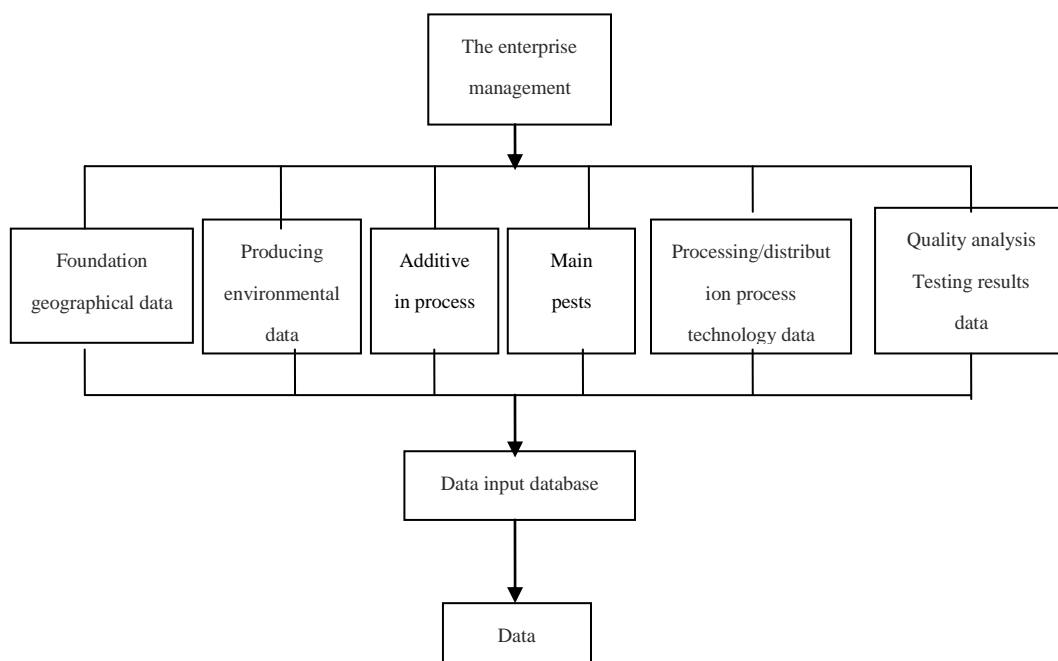 The enterprise
management
Foundation
geographical data
Producing
environmental
data
Additive
in process
Main
pests
Processing/distribut
ion process
technology data
Quality analysis
Testing results
data
Data input database
Data